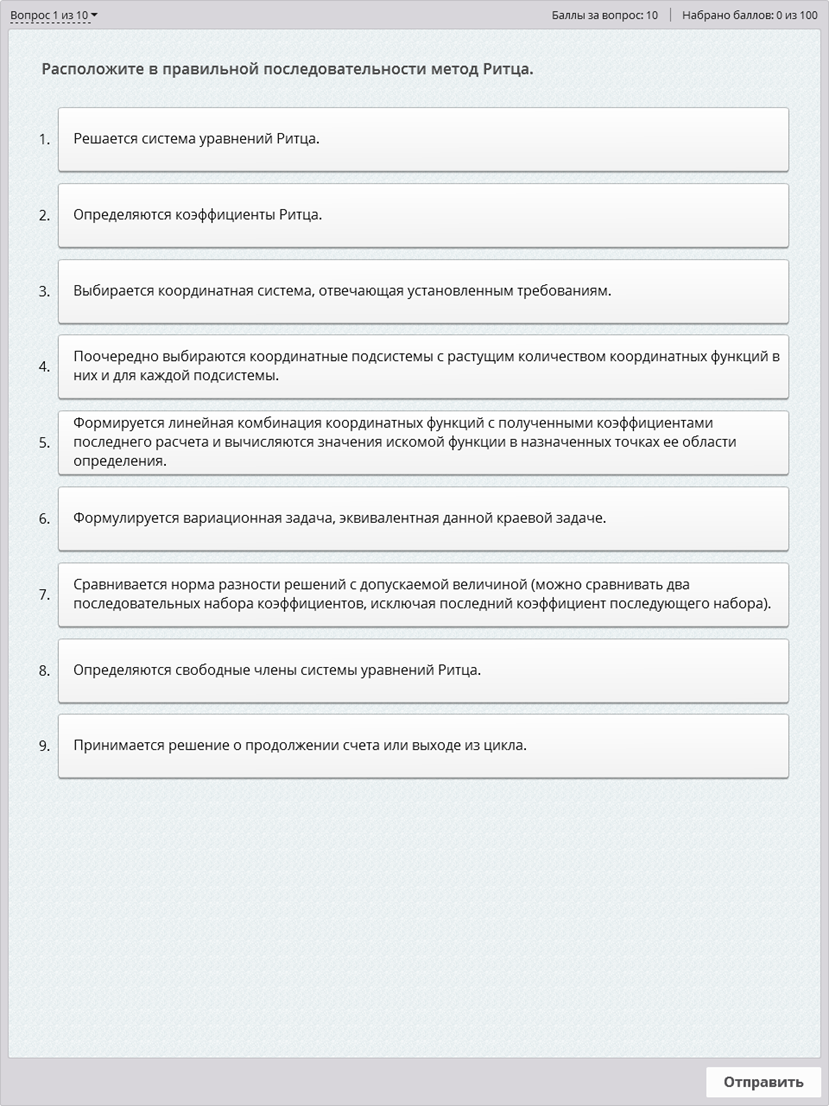 Вопрос 1 из 10
Баллы за вопрос: 10
Набрано баллов: 0 из 100
Расположите в правильной последовательности метод Ритца.
1. Решается система уравнений Ритца.
2. Определяются коэффициенты Ритца.
3. Выбирается координатная система, отвечающая установленным требованиям.
4. Поочередно выбираются координатные подсистемы с растущим количеством координатных функций в
них и для каждой подсистемы.
5. Формируется линейная комбинация координатных функций с полученными коэффициентами
последнего расчета и вычисляются значения искомой функции в назначенных точках ее области
определения.
6. Формулируется вариационная задача, эквивалентная данной краевой задаче.
7. Сравнивается норма разности решений с допускаемой величиной (можно сравнивать два
последовательных набора коэффициентов, исключая последний коэффициент последующего набора).
8. Определяются свободные члены системы уравнений Ритца.
9. Принимается решение о продолжении счета или выходе из цикла.
Отправить